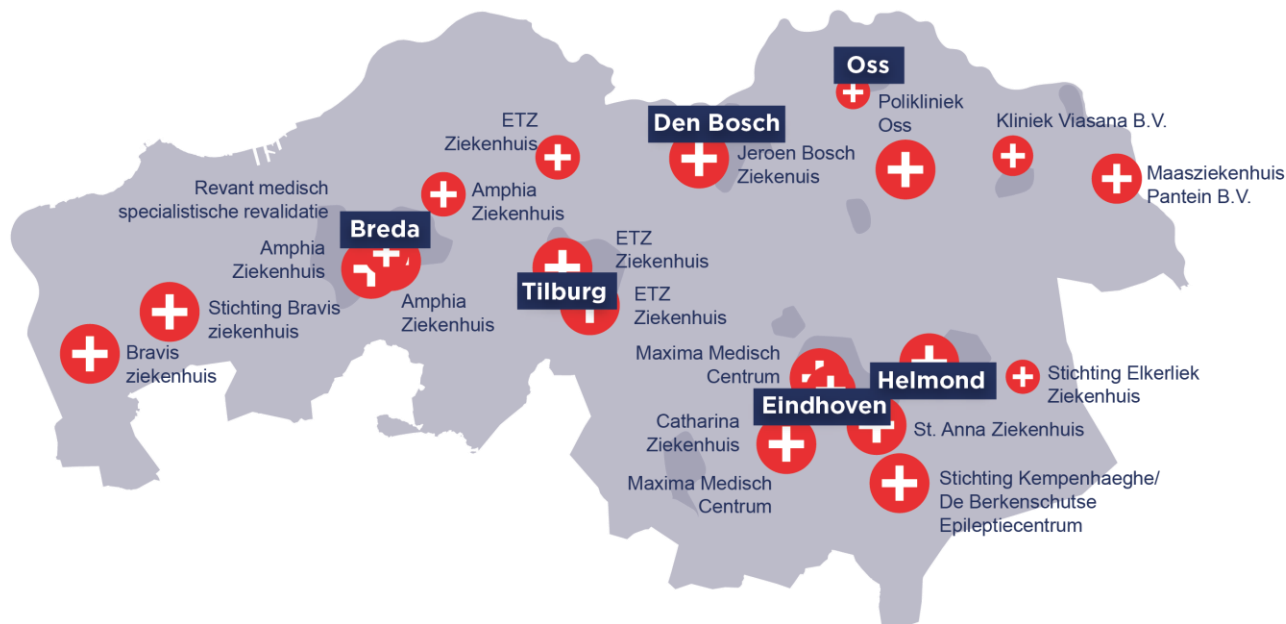 Oss
Polikliniek
Oss
Kliniek Viasana B.V.
Maasziekenhuis
Pantein B.V.
Den Bosch
Jeroen Bosch
Ziekenuis
ETZ
Ziekenhuis
Amphia
Ziekenhuis
Revant medisch
specialistische revalidatie
Breda
Amphia
Ziekenhuis
Amphia
Ziekenhuis
ETZ
Ziekenhuis
Tilburg
ETZ
Ziekenhuis
Stichting Bravis
ziekenhuis
Bravis
ziekenhuis
Maxima Medisch
Centrum
Helmond
Stichting Elkerliek
Ziekenhuis
Eindhoven
Catharina
Ziekenhuis
St. Anna Ziekenhuis
Maxima Medisch
Centrum
Stichting Kempenhaeghe/
De Berkenschutse
Epileptiecentrum